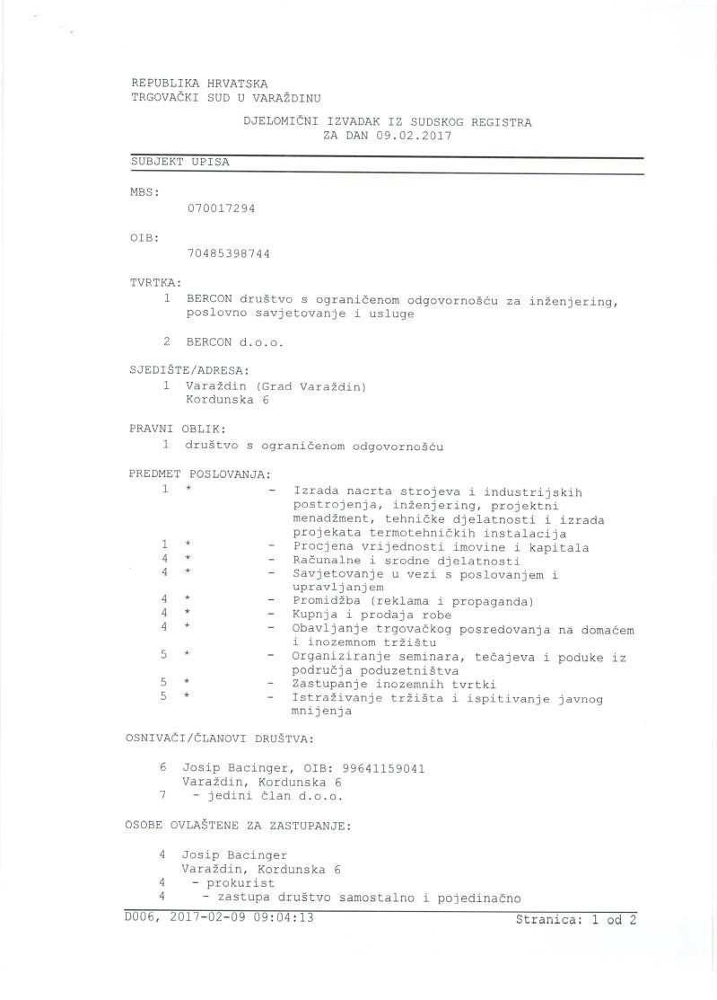 REPUBLIKA HRVATSKA
TRGOVAČKI SUD U VARAŽDINU
DJELOMIČNI IZVADAK IZ SUDSKOG REGISTRA
ZA DAN 09.02.2017
SUBJEKT UPISA
MBS:
070017294
OIB:
70485398744
TVRTKA:
1 BERCON društvo s ograničenom odgovornošću za inženjering,
poslovno savjetovanje i usluge
2 BERCON d.o.o.
SJEDIŠTE/ADRESA:
1 Varaždin (Grad Varaždin)
Kordunska 6
PRAVNI OBLIK:
1 društvo s ograničenom odgovornošću
PREDMET POSLOVANJA:
1 * - Izrada nacrta strojeva i industrijskih
postrojenja, inženjering, projektni
menadžment, tehničke djelatnosti i izrada
projekata termotehničkih instalacija
1 * - Procjena vrijednosti imovine i kapitala
4 * - Računalne i srodne djelatnosti
4 * - Savjetovanje u vezi s poslovanjem i
upravljanjem
4 * - Promidžba (reklama i propaganda)
4 * - Kupnja i prodaja robe
4 * - Obavljanje trgovačkog posredovanja na domaćem
i inozemnom tržištu
5 * - Organiziranje seminara, tečajeva i poduke iz
područja poduzetništva
5 * - Zastupanje inozemnih tvrtki
5 * - Istraživanje tržišta i ispitivanje javnog
mnijenja
OSNIVAČI/ČLANOVI DRUŠTVA:
6 Josip Bacinger, OIB: 99641159041
Varaždin, Kordunska 6
7 - jedini član d.o.o.
OSOBE OVLAŠTENE ZA ZASTUPANJE:
4 Josip Bacinger
Varaždin, Kordunska 6
4 - prokurist
4 - zastupa društvo samostalno i pojedinačno
D006, 2017-02-09 09:04:13 Stranica: 1 od 2